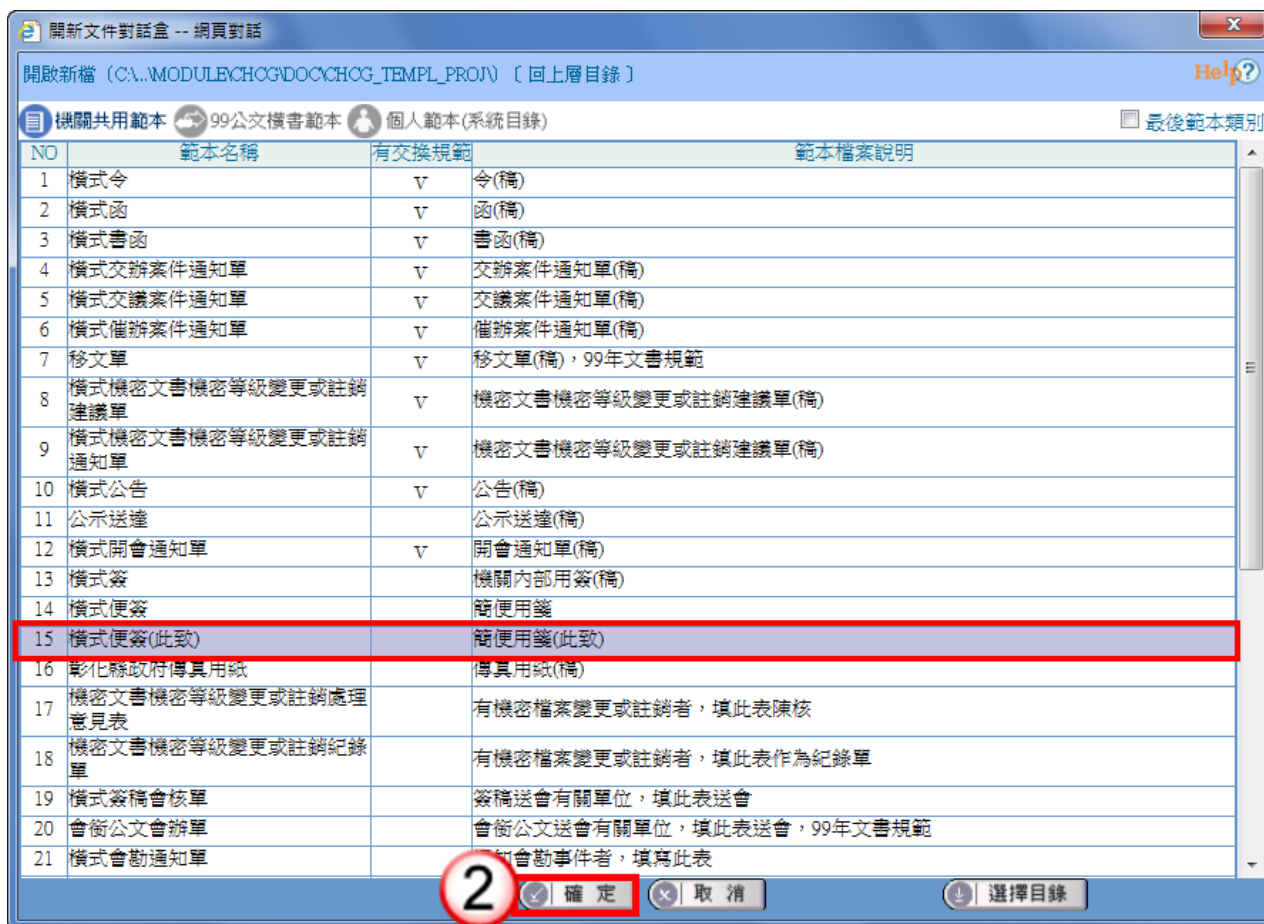 開新文件對話盒 -- 網頁對話
x
開啟新檔（C:\...\MODULE\CHCG\DOC\CHCG_TEMPL_PROJ\）〔回上層目錄〕
Help?
機關共用範本 99公文橫書範本 個人範本(系統目錄) 最後範本類別
NO 範本名稱 有交換規範 範本檔案說明
1 橫式令 V 令(稿)
2 橫式函 V 函(稿)
3 橫式書函 V 書函(稿)
4 橫式交辦案件通知單 V 交辦案件通知單(稿)
5 橫式交議案件通知單 V 交議案件通知單(稿)
6 橫式催辦案件通知單 V 催辦案件通知單(稿)
7 移文單 V 移文單(稿)，99年文書規範
8 橫式機密文書機密等級變更或註銷 V 機密文書機密等級變更或註銷建議單(稿)
建議單
9 橫式機密文書機密等級變更或註銷 V 機密文書機密等級變更或註銷建議單(稿)
通知單
10 橫式公告 V 公告(稿)
11 公示送達 公示送達(稿)
12 橫式開會通知單 V 開會通知單(稿)
13 橫式簽 機關內部用簽(稿)
14 橫式便簽 簡便用箋
15 橫式便簽(此致) 簡便用箋(此致)
16 彰化縣政府傳真用紙 傳真用紙(稿)
17 機密文書機密等級變更或註銷處理 有機密檔案變更或註銷者，填此表陳核
意見表
18 機密文書機密等級變更或註銷紀錄 有機密檔案變更或註銷者，填此表作為紀錄單
單
19 橫式簽稿會核單 簽稿送會有關單位，填此表送會
20 會銜公文會辦單 會銜公文送會有關單位，填此表送會，99年文書規範
21 橫式會勘通知單 知會勘事件者，填寫此表
2 確 定 取 消 選擇目錄